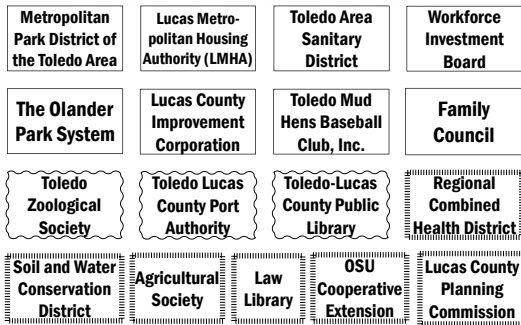 Metropolitan
Park District of
the Toledo Area
Lucas Metro-
politan Housing
Authority (LMHA)
Toledo Area
Sanitary
District
Workforce
Investment
Board
The Olander
Park System
Lucas County
Improvement
Corporation
Toledo Mud
Hens Baseball
Club, Inc.
Family
Council
Toledo
Zoological
Society
Toledo Lucas
County Port
Authority
Toledo-Lucas
County Public
Library
Regional
Combined
Health District
Soil and Water
Conservation
District
Agricultural
Society
Law
Library
OSU
Cooperative
Extension
Lucas County
Planning
Commission